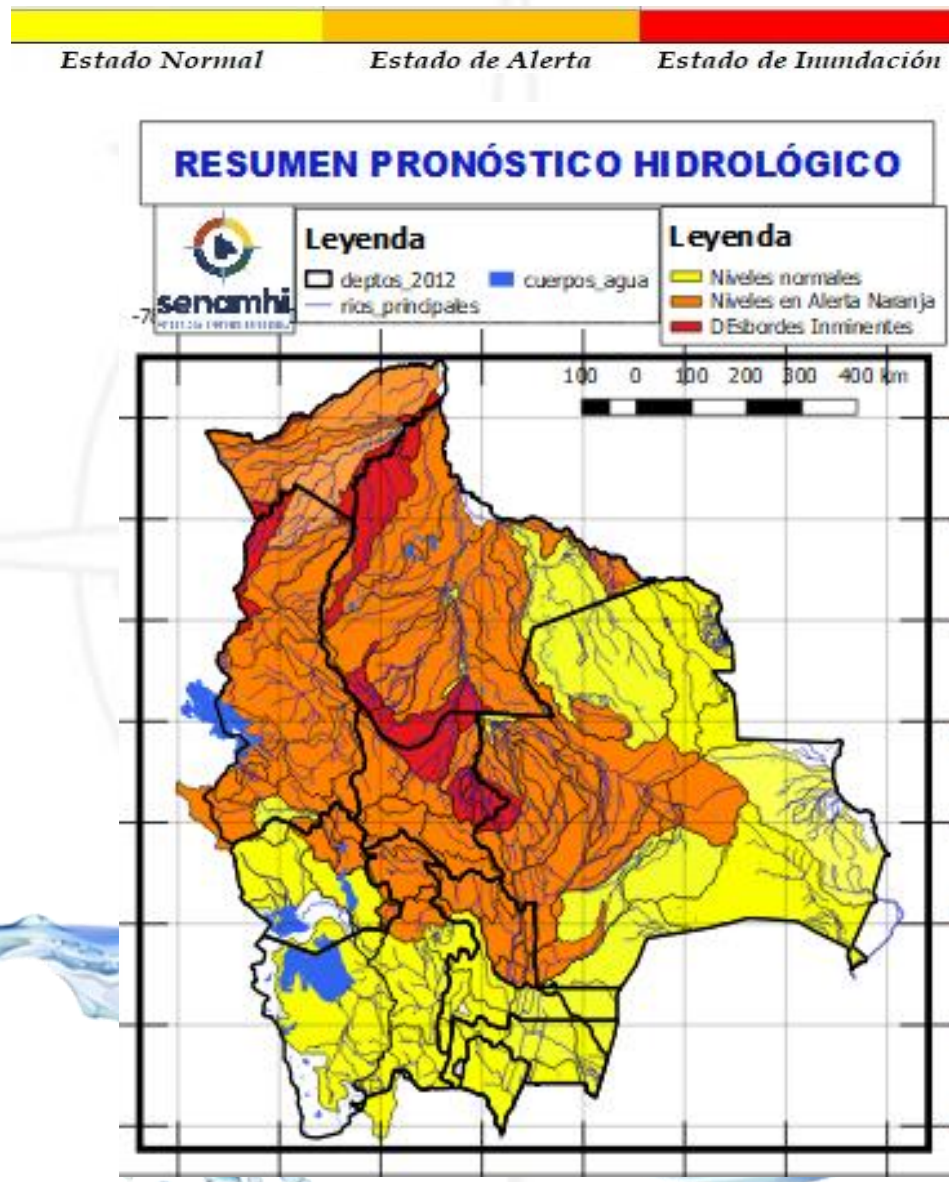 Estado Normal Estado de Alerta Estado de Inundación
RESUMEN PRONÓSTICO HIDROLÓGICO
senamhi
Leyenda
deptos_2012 cuerpos_agua
rios_principales
Leyenda
Niveles normales
Niveles en Alerta Naranja
DEsbordes Inminentes
100 0 100 200 300 400 km